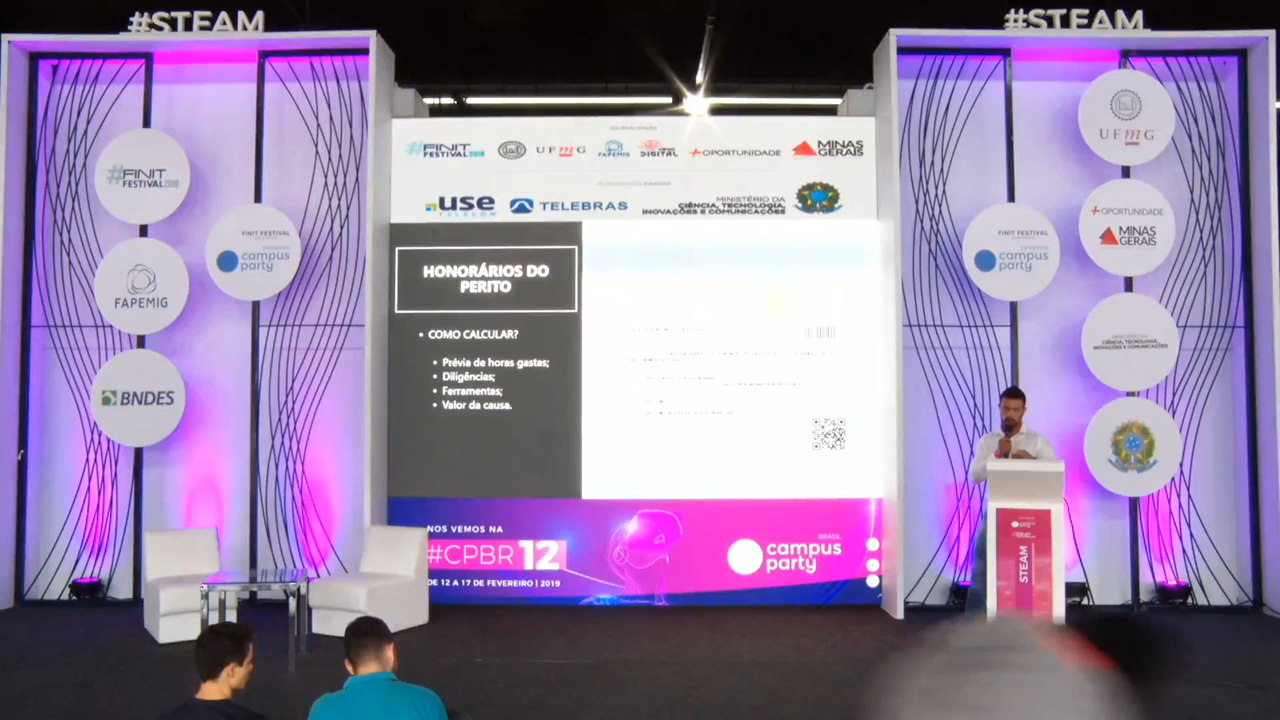 #STEAM
#STEAM
#FINIT
FESTIVAL
FAPEMIG
BNDES
FINIT FESTIVAL
campus
party
#FINIT
FESTIVAL
UFmG
FAPEMIG
DIGITAL
+OPORTUNIDADE
MINAS
GERAIS
use
TELECOM
TELEBRAS
MINISTÉRIO DA
CIÊNCIA, TECNOLOGIA,
INOVAÇÕES E COMUNICAÇÕES
HONORÁRIOS DO
PERITO
• COMO CALCULAR?
• Prévia de horas gastas;
• Diligências;
• Ferramentas;
• Valor da causa.
NOS VEMOS NA
#CPBR12
DE 12 A 17 DE FEVEREIRO | 2019
BRASIL
campus
party
FINIT FESTIVAL
campus
party
UFmG
+OPORTUNIDADE
MINAS
GERAIS
CIÊNCIA, TECNOLOGIA,
INOVAÇÕES E COMUNICAÇÕES
STEAM